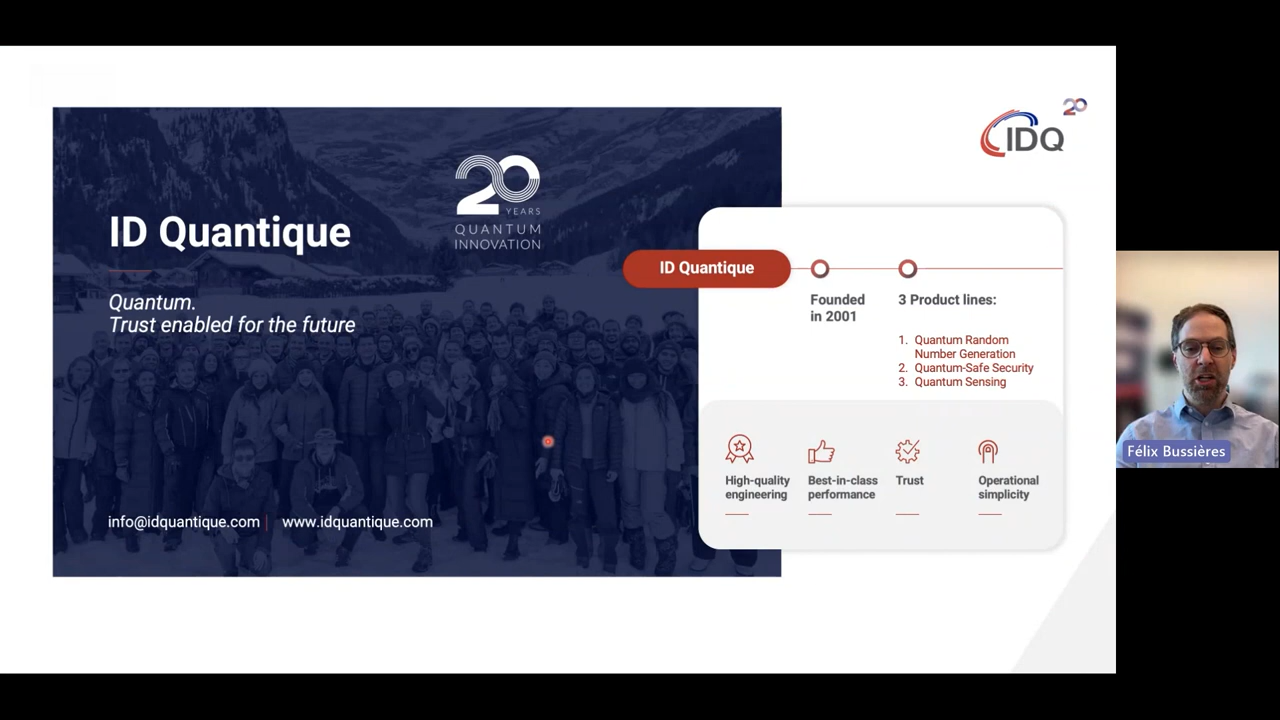 20
IDQ
20
YEARS
QUANTUM
INNOVATION
ID Quantique
Quantum.
Trust enabled for the future
info@idquantique.com | www.idquantique.com
ID Quantique
Founded
in 2001
3 Product lines:
1. Quantum Random
Number Generation
2. Quantum-Safe Security
3. Quantum Sensing
High-quality
engineering
Best-in-class
performance
Trust
Operational
simplicity
Félix Bussières